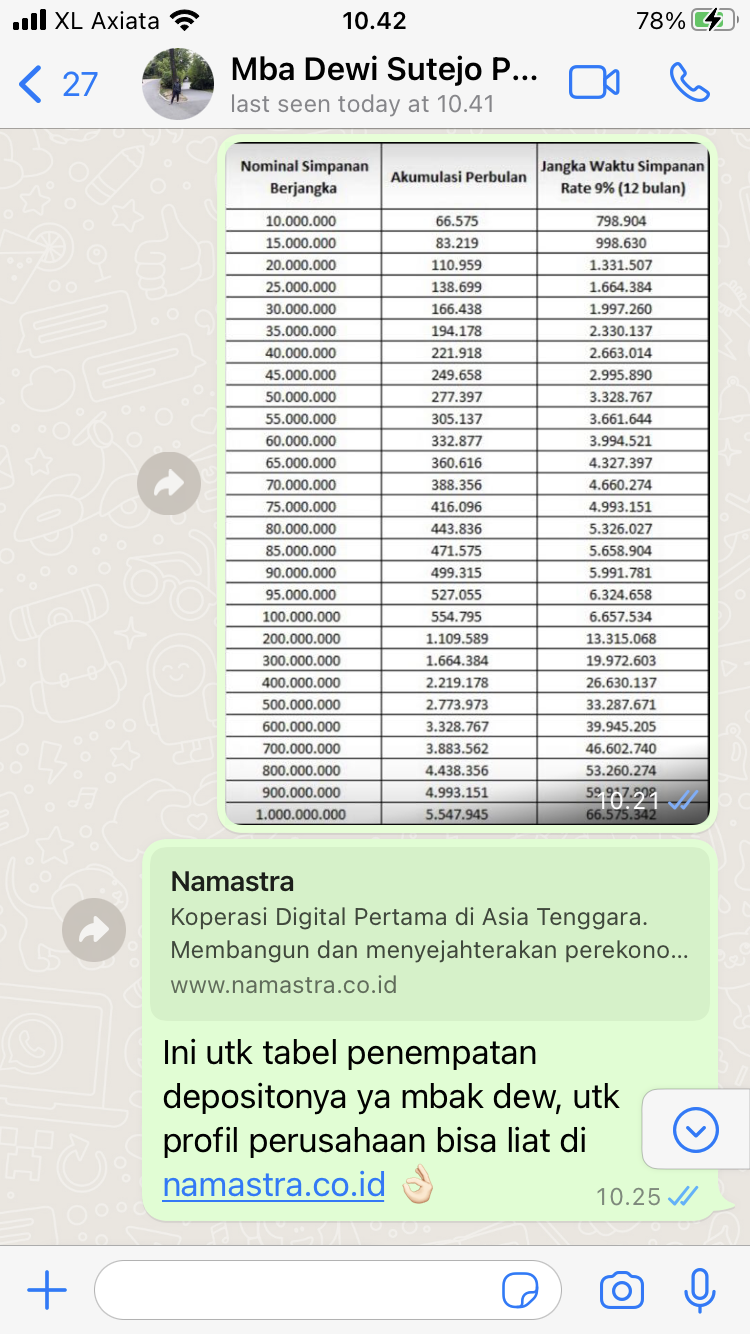 XL Axiata 10.42 78%
27 Mba Dewi Sutejo P...
last seen today at 10.41
Nominal Simpanan Berjangka Akumulasi Perbulan Jangka Waktu Simpanan Rate 9% (12 bulan)
10.000.000 66.575 798.904
15.000.000 83.219 998.630
20.000.000 110.959 1.331.507
25.000.000 138.699 1.664.384
30.000.000 166.438 1.997.260
35.000.000 194.178 2.330.137
40.000.000 221.918 2.663.014
45.000.000 249.658 2.995.890
50.000.000 277.397 3.328.767
55.000.000 305.137 3.661.644
60.000.000 332.877 3.994.521
65.000.000 360.616 4.327.397
70.000.000 388.356 4.660.274
75.000.000 416.096 4.993.151
80.000.000 443.836 5.326.027
85.000.000 471.575 5.658.904
90.000.000 499.315 5.991.781
95.000.000 527.055 6.324.658
100.000.000 554.795 6.657.534
200.000.000 1.109.589 13.315.068
300.000.000 1.664.384 19.972.603
400.000.000 2.219.178 26.630.137
500.000.000 2.773.973 33.287.671
600.000.000 3.328.767 39.945.205
700.000.000 3.883.562 46.602.740
800.000.000 4.438.356 53.260.274
900.000.000 4.993.151
10.21
1.000.000.000 5.547.945 66.575.342
Namastra
Koperasi Digital Pertama di Asia Tenggara.
Membangun dan menyejahterakan perekono...
www.namastra.co.id
Ini utk tabel penempatan
depositonya ya mbak dew, utk
profil perusahaan bisa liat di
namastra.co.id 👌🏻
10.25